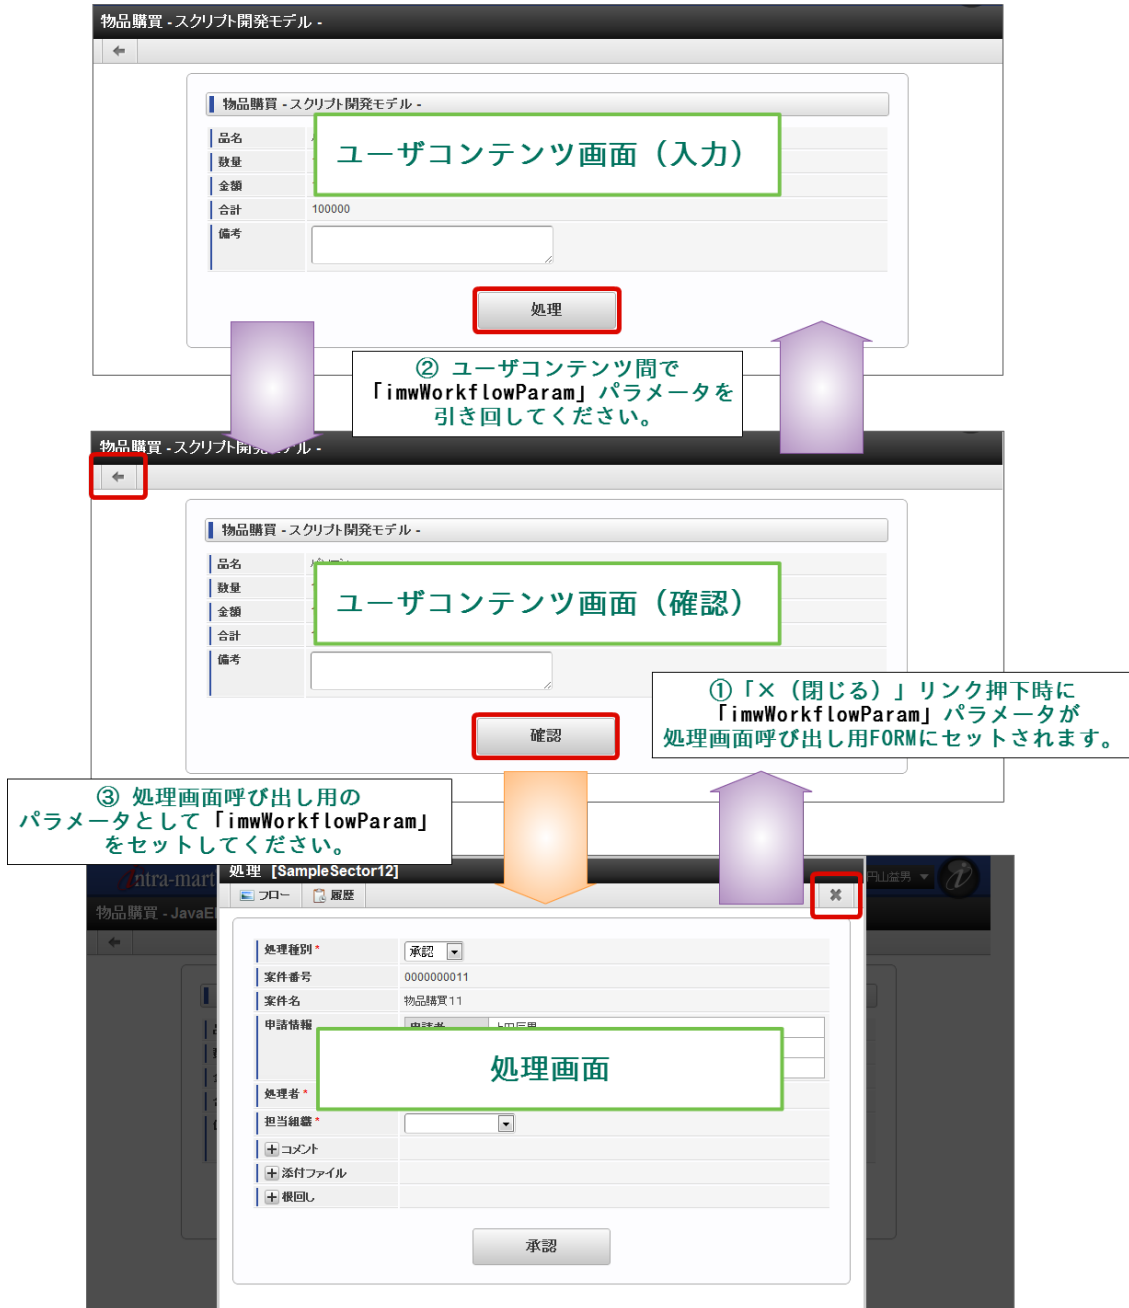 物品購買 - スクリプト開発モデル -
物品購買 - スクリプト開発モデル -
品名
数量
金額
合計 100000
備考
ユーザコンテンツ画面（入力）
処理
② ユーザコンテンツ間で
「imwWorkflowParam」パラメータを
引き回してください。
物品購買 - スクリプト開発モデル -
物品購買 - スクリプト開発モデル -
品名
数量
金額
合計
備考
ユーザコンテンツ画面（確認）
確認
①「×（閉じる）」リンク押下時に
「imwWorkflowParam」パラメータが
処理画面呼び出し用FORMにセットされます。
③ 処理画面呼び出し用の
パラメータとして「imwWorkflowParam」
をセットしてください。
intra-mart
円山益男
物品購買 - JavaE
処理 [SampleSector12]
フロー 履歴
処理種別* 承認
案件番号 0000000011
案件名 物品購買11
申請情報
処理画面
処理者*
担当組織*
コメント
添付ファイル
根回し
承認